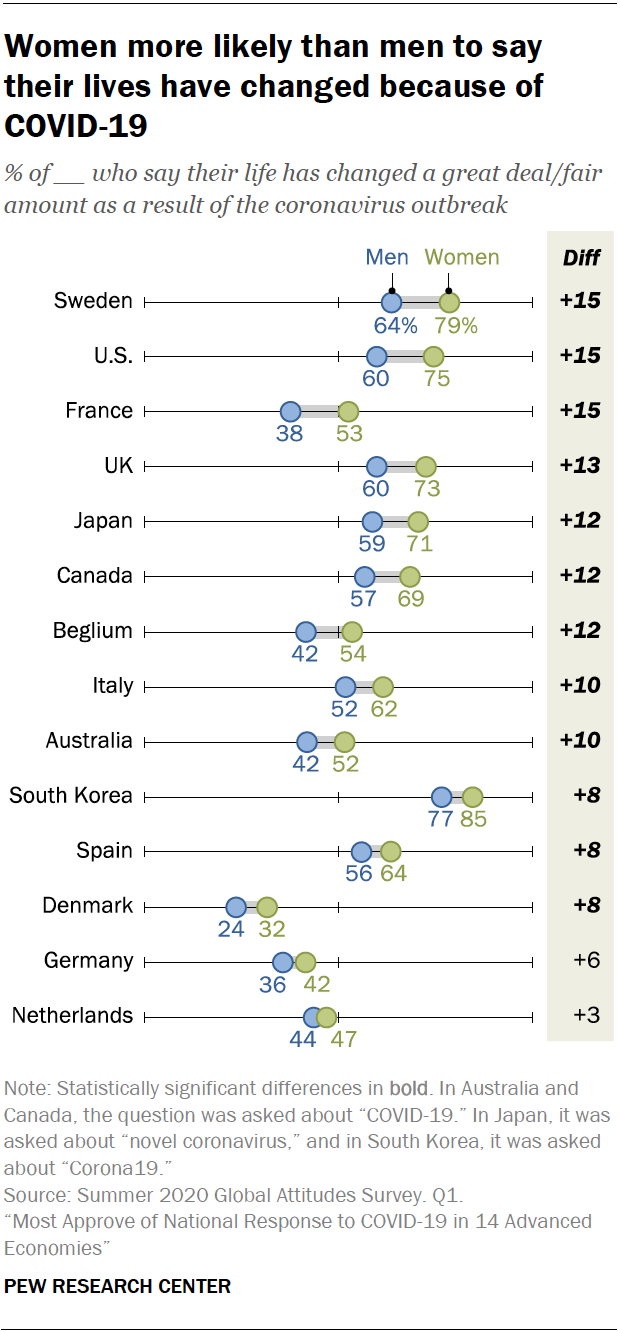 Women more likely than men to say
their lives have changed because of
COVID-19
% of __ who say their life has changed a great deal/fair
amount as a result of the coronavirus outbreak
Men Women Diff
Sweden 64% 79% +15
U.S. 60 75 +15
France 38 53 +15
UK 60 73 +13
Japan 59 71 +12
Canada 57 69 +12
Beglium 42 54 +12
Italy 52 62 +10
Australia 42 52 +10
South Korea 77 85 +8
Spain 56 64 +8
Denmark 24 32 +8
Germany 36 42 +6
Netherlands 44 47 +3
Note: Statistically significant differences in bold. In Australia and
Canada, the question was asked about “COVID-19.” In Japan, it was
asked about “novel coronavirus,” and in South Korea, it was asked
about “Corona19.”
Source: Summer 2020 Global Attitudes Survey. Q1.
“Most Approve of National Response to COVID-19 in 14 Advanced
Economies”
PEW RESEARCH CENTER